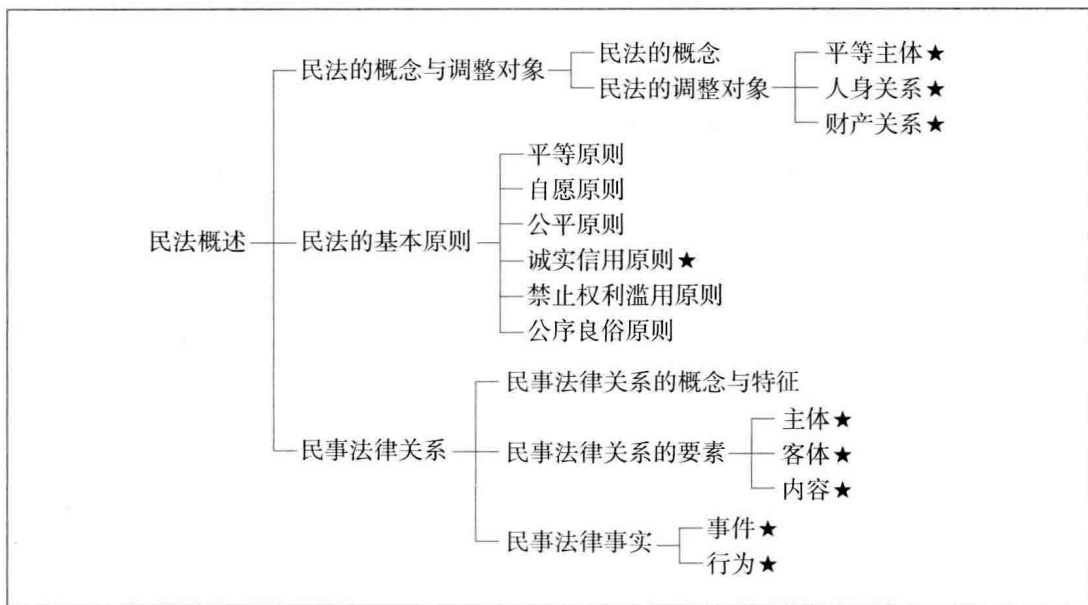 民法概述
民法的概念与调整对象
民法的概念
民法的调整对象
平等主体★
人身关系★
财产关系★
民法的基本原则
平等原则
自愿原则
公平原则
诚实信用原则★
禁止权利滥用原则
公序良俗原则
民事法律关系
民事法律关系的概念与特征
民事法律关系的要素
主体★
客体★
内容★
民事法律事实
事件★
行为★